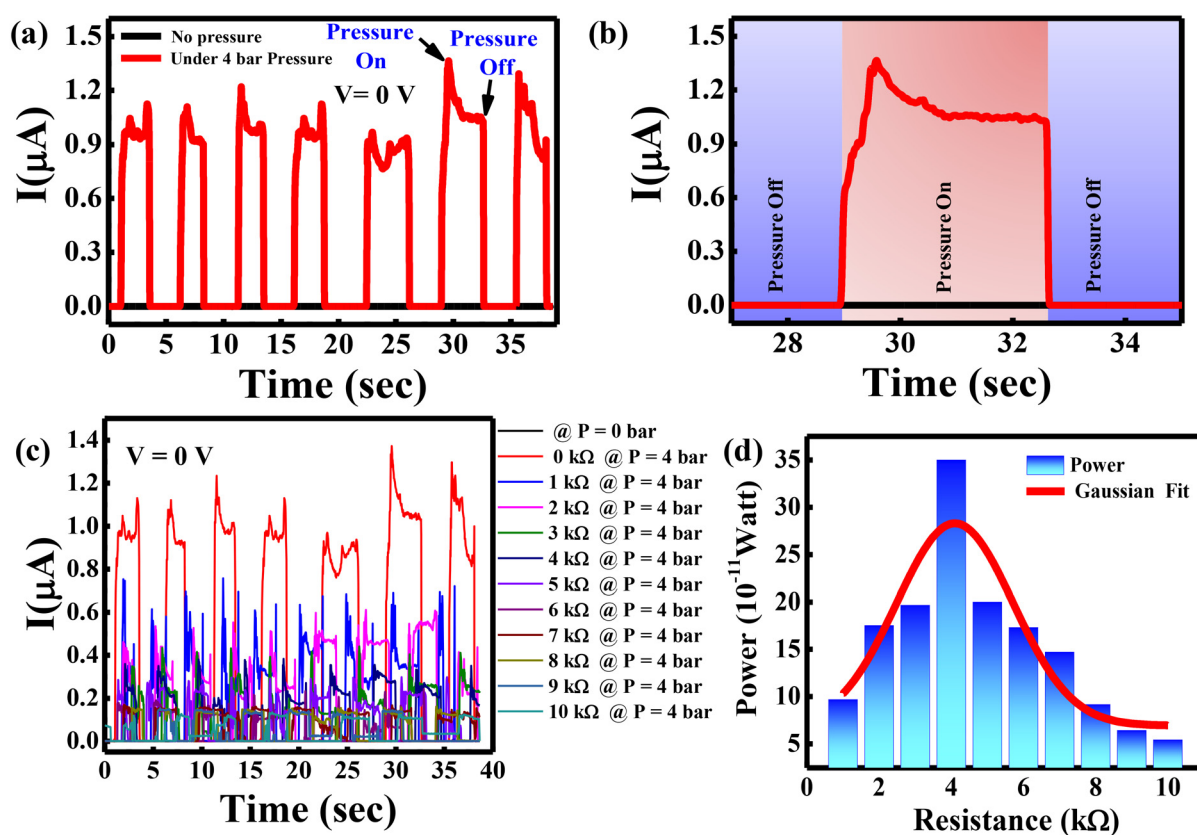 (a)
No pressure
Under 4 bar Pressure
Pressure
On
Pressure
Off
V= 0 V
I(μA)
1.5
1.2
0.9
0.6
0.3
0.0
0 5 10 15 20 25 30 35
Time (sec)
(b)
I(μA)
1.5
1.2
0.9
0.6
0.3
0.0
Pressure Off
Pressure On
Pressure Off
28 30 32 34
Time (sec)
(c)
V = 0 V
I(μA)
1.4
1.2
1.0
0.8
0.6
0.4
0.2
0.0
0 5 10 15 20 25 30 35 40
Time (sec)
@ P = 0 bar
0 kΩ @ P = 4 bar
1 kΩ @ P = 4 bar
2 kΩ @ P = 4 bar
3 kΩ @ P = 4 bar
4 kΩ @ P = 4 bar
5 kΩ @ P = 4 bar
6 kΩ @ P = 4 bar
7 kΩ @ P = 4 bar
8 kΩ @ P = 4 bar
9 kΩ @ P = 4 bar
10 kΩ @ P = 4 bar
(d)
Power
Gaussian Fit
Power (10⁻¹¹Watt)
35
30
25
20
15
10
5
0 2 4 6 8 10
Resistance (kΩ)